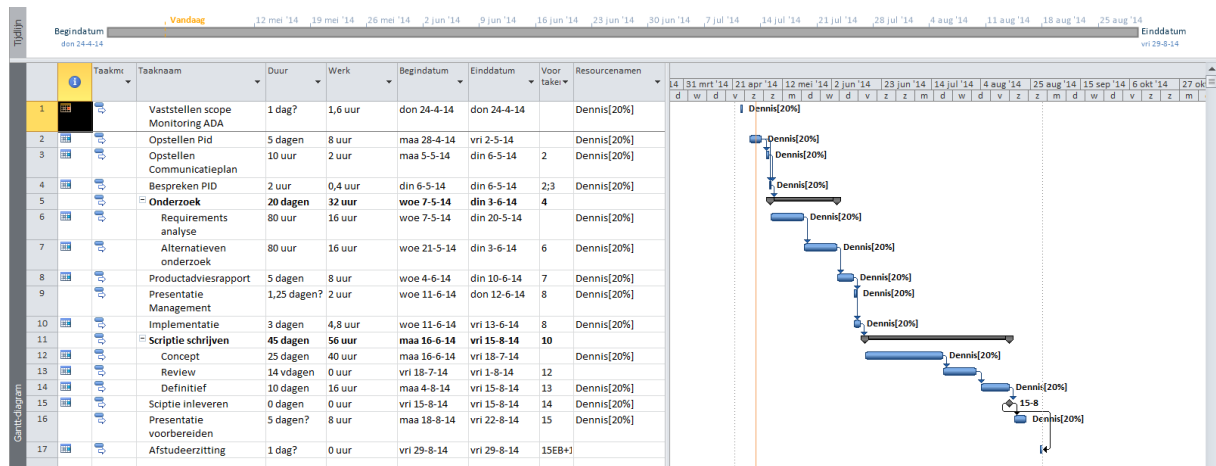 Tijdlijn
Vandaag 12 mei '14 19 mei '14 26 mei '14 2 jun '14 9 jun '14 16 jun '14 23 jun '14 30 jun '14 7 jul '14 14 jul '14 21 jul '14 28 jul '14 4 aug '14 11 aug '14 18 aug '14 25 aug '14
Begindatum
don 24-4-14
Einddatum
vri 29-8-14
Gantt-diagram
Taakmo Taaknaam Duur Werk Begindatum Einddatum Voor taken Resourcenamen
14 31 mrt '14 21 apr '14 12 mei '14 2 jun '14 23 jun '14 14 jul '14 4 aug '14 25 aug '14 15 sep '14 6 okt '14 27 ok
d w d v z z m d w d v z z m d w d v z z m d w d v z z m
1 Vaststellen scope Monitoring ADA 1 dag? 1,6 uur don 24-4-14 don 24-4-14 Dennis[20%]
2 Opstellen Pid 5 dagen 8 uur maa 28-4-14 vri 2-5-14 Dennis[20%]
3 Opstellen Communicatieplan 10 uur 2 uur maa 5-5-14 din 6-5-14 2 Dennis[20%]
4 Bespreken PID 2 uur 0,4 uur din 6-5-14 din 6-5-14 2;3 Dennis[20%]
5 Onderzoek 20 dagen 32 uur woe 7-5-14 din 3-6-14 4
6 Requirements analyse 80 uur 16 uur woe 7-5-14 din 20-5-14 Dennis[20%]
7 Alternatieven onderzoek 80 uur 16 uur woe 21-5-14 din 3-6-14 6 Dennis[20%]
8 Productadviesrapport 5 dagen 8 uur woe 4-6-14 din 10-6-14 7 Dennis[20%]
9 Presentatie Management 1,25 dagen? 2 uur woe 11-6-14 don 12-6-14 8 Dennis[20%]
10 Implementatie 3 dagen 4,8 uur woe 11-6-14 vri 13-6-14 8 Dennis[20%]
11 Scriptie schrijven 45 dagen 56 uur maa 16-6-14 vri 15-8-14 10
12 Concept 25 dagen 40 uur maa 16-6-14 vri 18-7-14 Dennis[20%]
13 Review 14 vdagen 0 uur vri 18-7-14 vri 1-8-14 12
14 Definitief 10 dagen 16 uur maa 4-8-14 vri 15-8-14 13 Dennis[20%]
15 Sciptie inleveren 0 dagen 0 uur vri 15-8-14 vri 15-8-14 14 Dennis[20%]
16 Presentatie voorbereiden 5 dagen? 8 uur maa 18-8-14 vri 22-8-14 15 Dennis[20%]
17 Afstudeerzitting 1 dag? 0 uur vri 29-8-14 vri 29-8-14 15EB+1
Dennis[20%]
Dennis[20%]
Dennis[20%]
Dennis[20%]
Dennis[20%]
Dennis[20%]
Dennis[20%]
Dennis[20%]
Dennis[20%]
Dennis[20%]
Dennis[20%]
15-8
Dennis[20%]